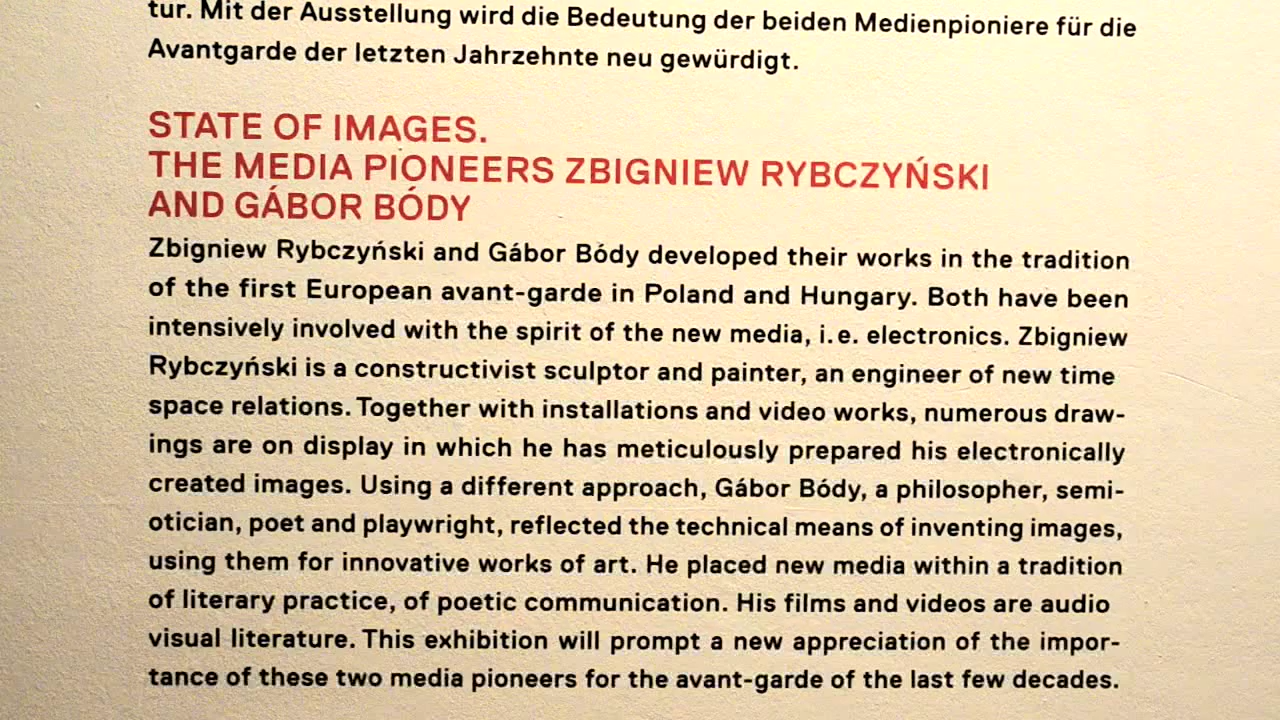 tur. Mit der Ausstellung wird die Bedeutung der beiden Medienpioniere für die
Avantgarde der letzten Jahrzehnte neu gewürdigt.
STATE OF IMAGES.
THE MEDIA PIONEERS ZBIGNIEW RYBCZYŃSKI
AND GÁBOR BÓDY
Zbigniew Rybczyński and Gábor Bódy developed their works in the tradition
of the first European avant-garde in Poland and Hungary. Both have been
intensively involved with the spirit of the new media, i.e. electronics. Zbigniew
Rybczyński is a constructivist sculptor and painter, an engineer of new time
space relations. Together with installations and video works, numerous draw-
ings are on display in which he has meticulously prepared his electronically
created images. Using a different approach, Gábor Bódy, a philosopher, semi-
otician, poet and playwright, reflected the technical means of inventing images,
using them for innovative works of art. He placed new media within a tradition
of literary practice, of poetic communication. His films and videos are audio
visual literature. This exhibition will prompt a new appreciation of the impor-
tance of these two media pioneers for the avant-garde of the last few decades.